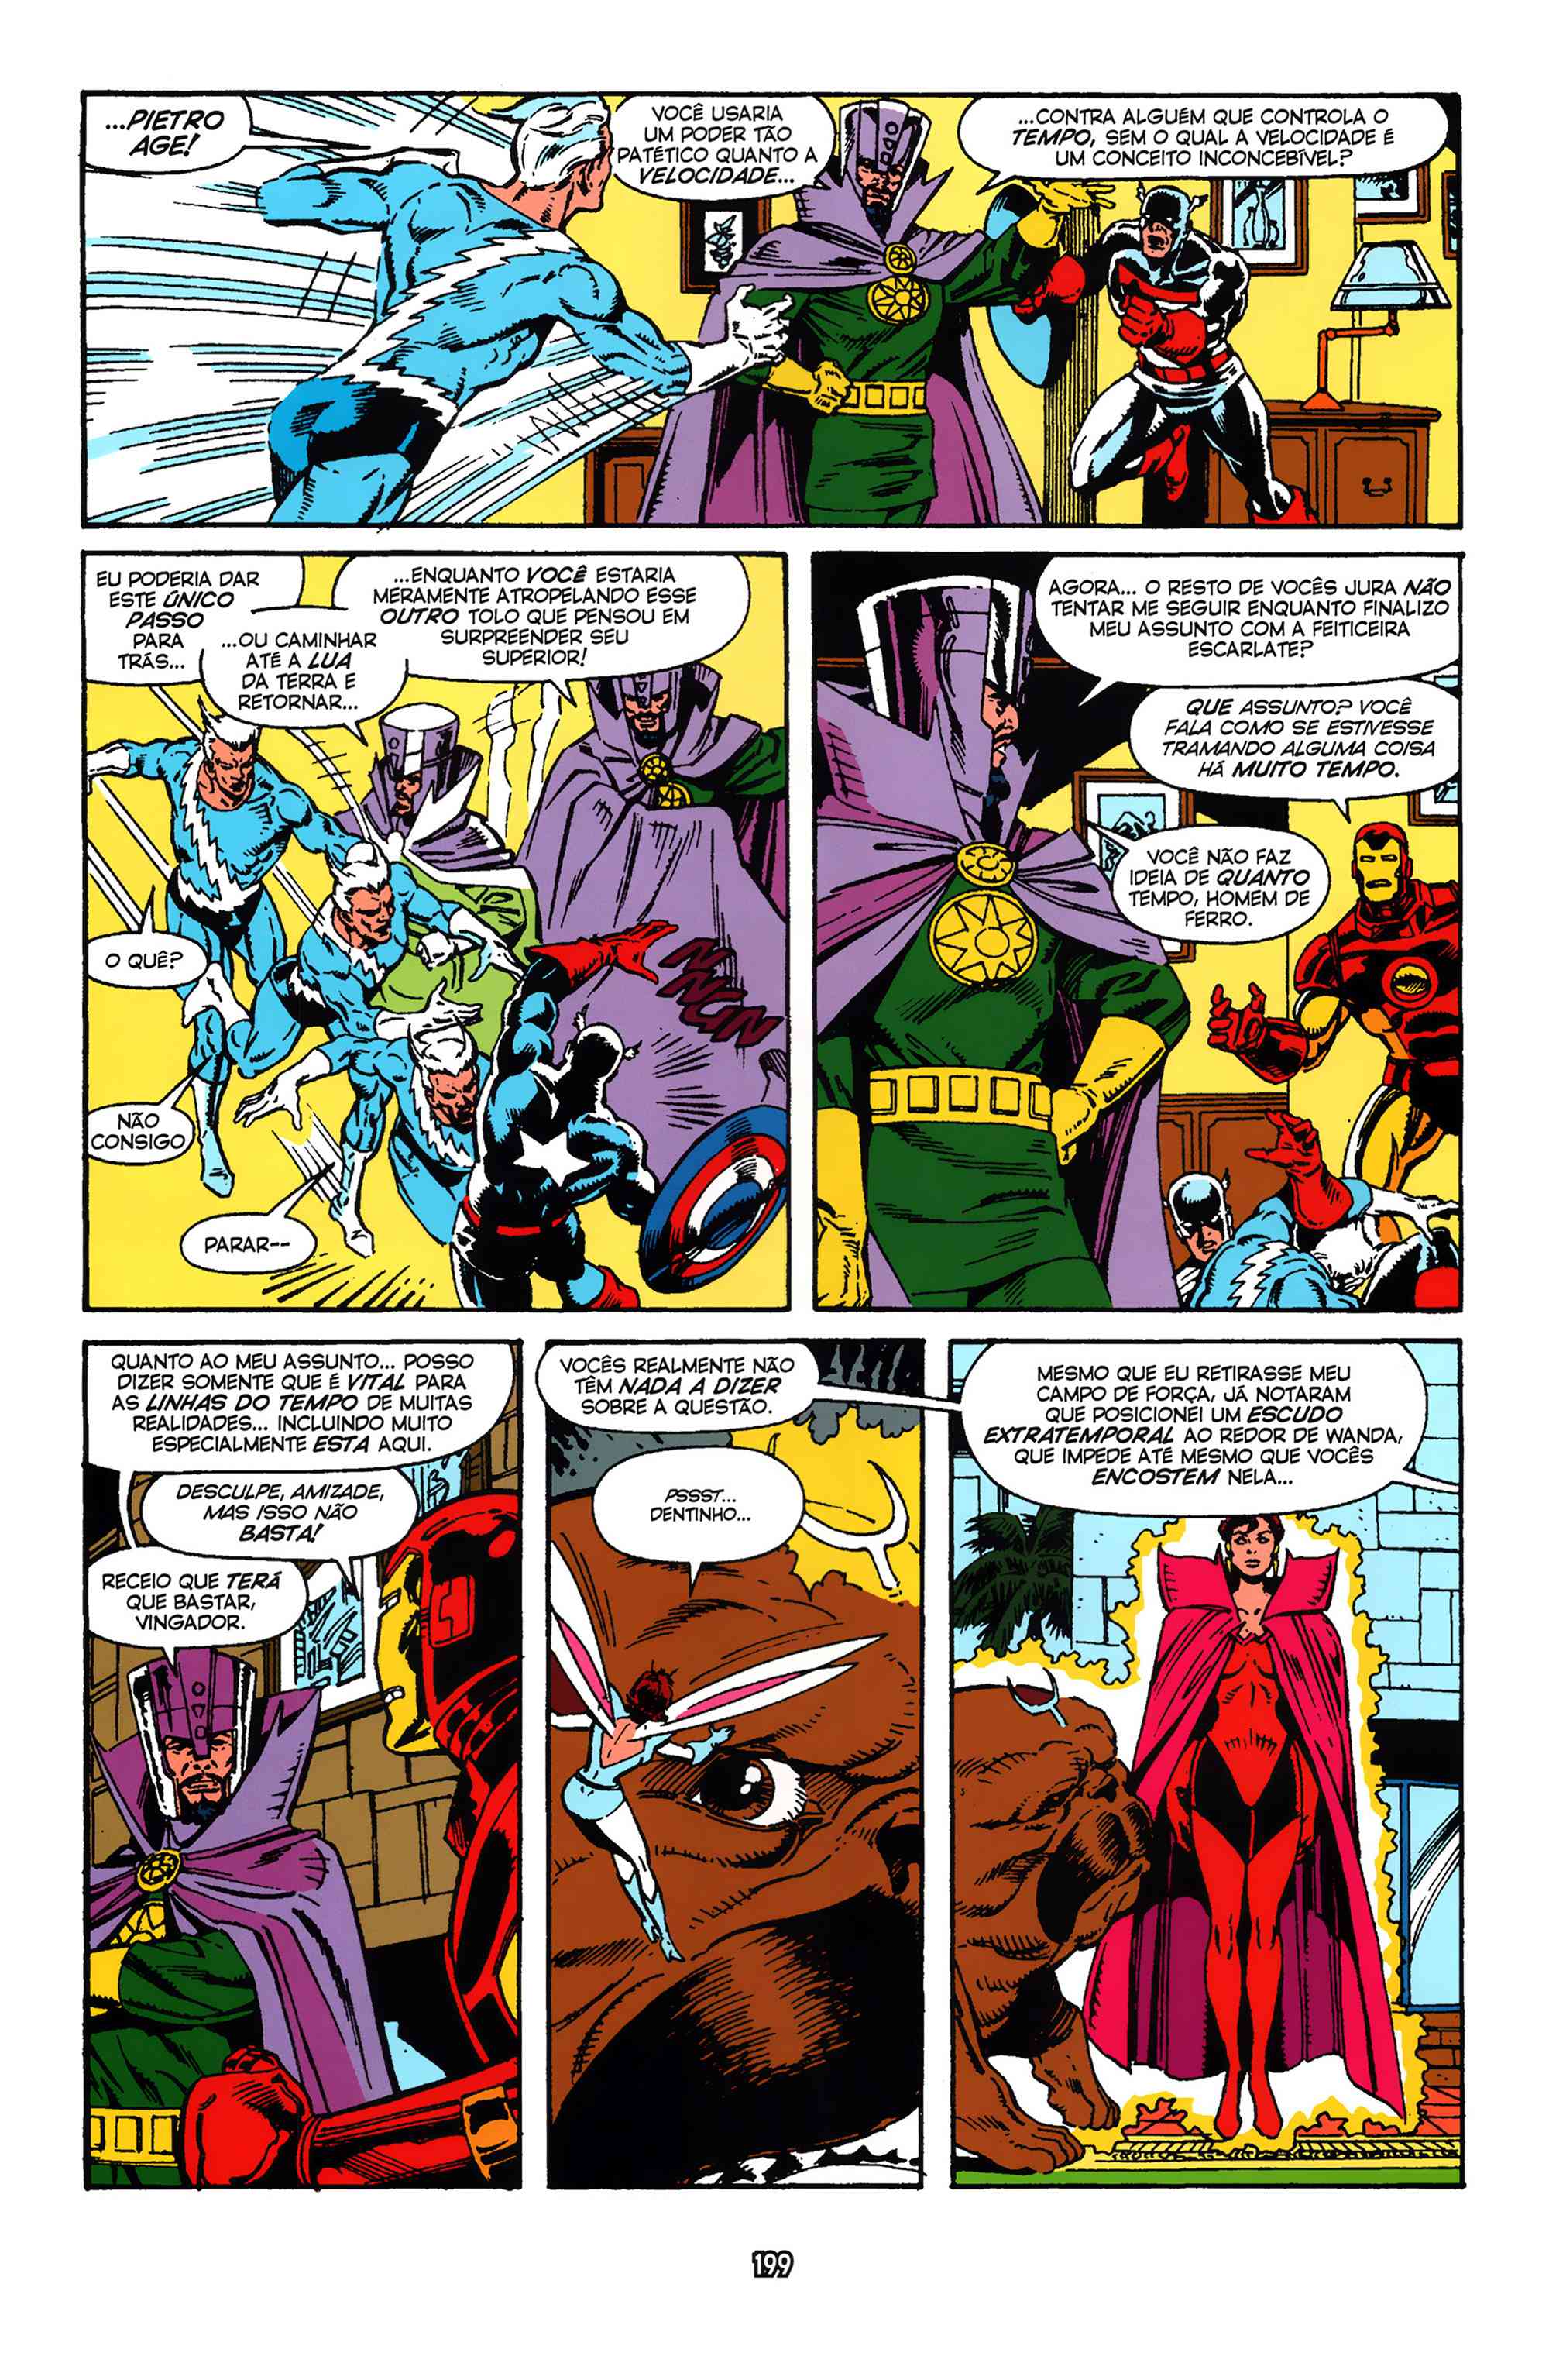 ...PIETRO
AGE!
VOCÊ USARIA
UM PODER TÃO
PATÉTICO QUANTO A
VELOCIDADE...
...CONTRA ALGUÉM QUE CONTROLA O
TEMPO, SEM O QUAL A VELOCIDADE É
UM CONCEITO INCONCEBÍVEL?
EU PODERIA DAR
ESTE ÚNICO
PASSO
PARA
TRÁS...
...OU CAMINHAR
ATÉ A LUA
DA TERRA E
RETORNAR...
...ENQUANTO VOCÊ ESTARIA
MERAMENTE ATROPELANDO ESSE
OUTRO TOLO QUE PENSOU EM
SURPREENDER SEU
SUPERIOR!
O QUÊ?
NÃO
CONSIGO
PARAR--
AGORA... O RESTO DE VOCÊS JURA NÃO
TENTAR ME SEGUIR ENQUANTO FINALIZO
MEU ASSUNTO COM A FEITICEIRA
ESCARLATE?
QUE ASSUNTO? VOCÊ
FALA COMO SE ESTIVESSE
TRAMANDO ALGUMA COISA
HÁ MUITO TEMPO.
VOCÊ NÃO FAZ
IDEIA DE QUANTO
TEMPO, HOMEM DE
FERRO.
QUANTO AO MEU ASSUNTO... POSSO
DIZER SOMENTE QUE É VITAL PARA
AS LINHAS DO TEMPO DE MUITAS
REALIDADES... INCLUINDO MUITO
ESPECIALMENTE ESTA AQUI.
DESCULPE, AMIZADE,
MAS ISSO NÃO
BASTA!
RECEIO QUE TERÁ
QUE BASTAR,
VINGADOR.
VOCÊS REALMENTE NÃO
TÊM NADA A DIZER
SOBRE A QUESTÃO.
PSSST...
DENTINHO...
MESMO QUE EU RETIRASSE MEU
CAMPO DE FORÇA, JÁ NOTARAM
QUE POSICIONEI UM ESCUDO
EXTRATEMPORAL AO REDOR DE WANDA,
QUE IMPEDE ATÉ MESMO QUE VOCÊS
ENCOSTEM NELA...
199